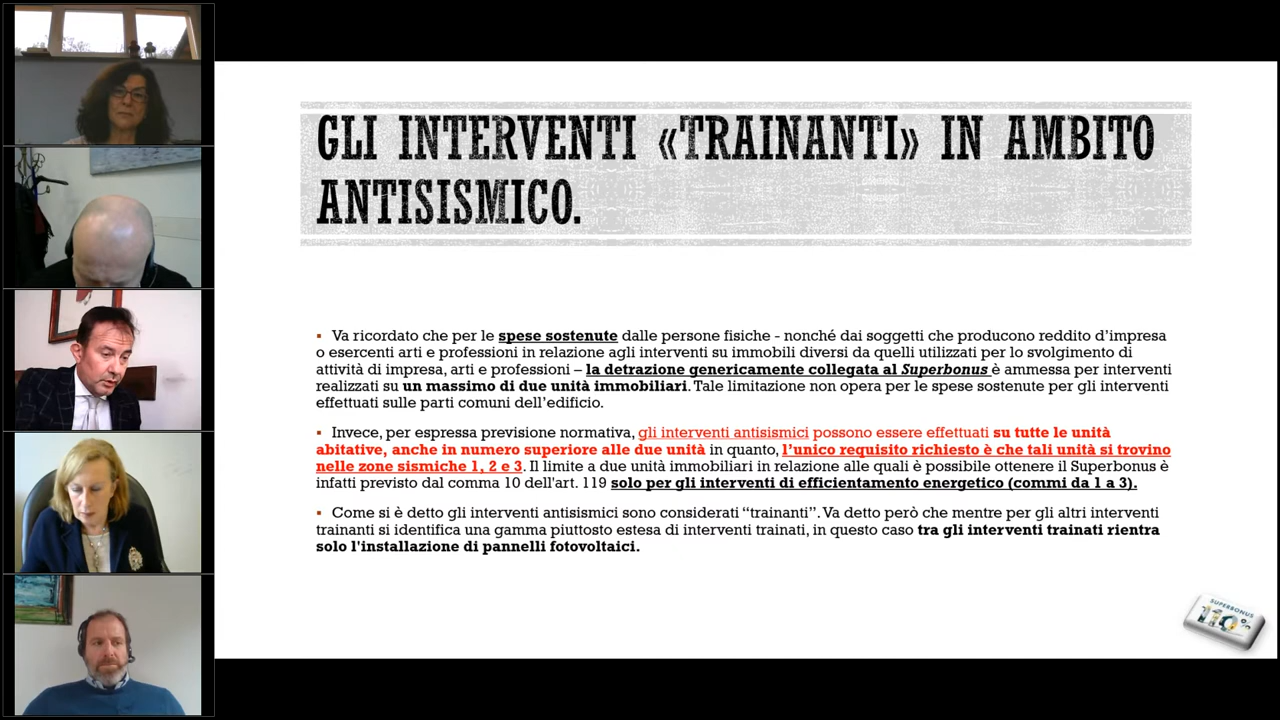 GLI INTERVENTI «TRAINANTI» IN AMBITO
ANTISISMICO.
▪ Va ricordato che per le spese sostenute dalle persone fisiche - nonché dai soggetti che producono reddito d’impresa
o esercenti arti e professioni in relazione agli interventi su immobili diversi da quelli utilizzati per lo svolgimento di
attività di impresa, arti e professioni – la detrazione genericamente collegata al Superbonus è ammessa per interventi
realizzati su un massimo di due unità immobiliari. Tale limitazione non opera per le spese sostenute per gli interventi
effettuati sulle parti comuni dell’edificio.
▪ Invece, per espressa previsione normativa, gli interventi antisismici possono essere effettuati su tutte le unità
abitative, anche in numero superiore alle due unità in quanto, l’unico requisito richiesto è che tali unità si trovino
nelle zone sismiche 1, 2 e 3. Il limite a due unità immobiliari in relazione alle quali è possibile ottenere il Superbonus è
infatti previsto dal comma 10 dell'art. 119 solo per gli interventi di efficientamento energetico (commi da 1 a 3).
▪ Come si è detto gli interventi antisismici sono considerati “trainanti”. Va detto però che mentre per gli altri interventi
trainanti si identifica una gamma piuttosto estesa di interventi trainati, in questo caso tra gli interventi trainati rientra
solo l'installazione di pannelli fotovoltaici.
SUPERBONUS
110%